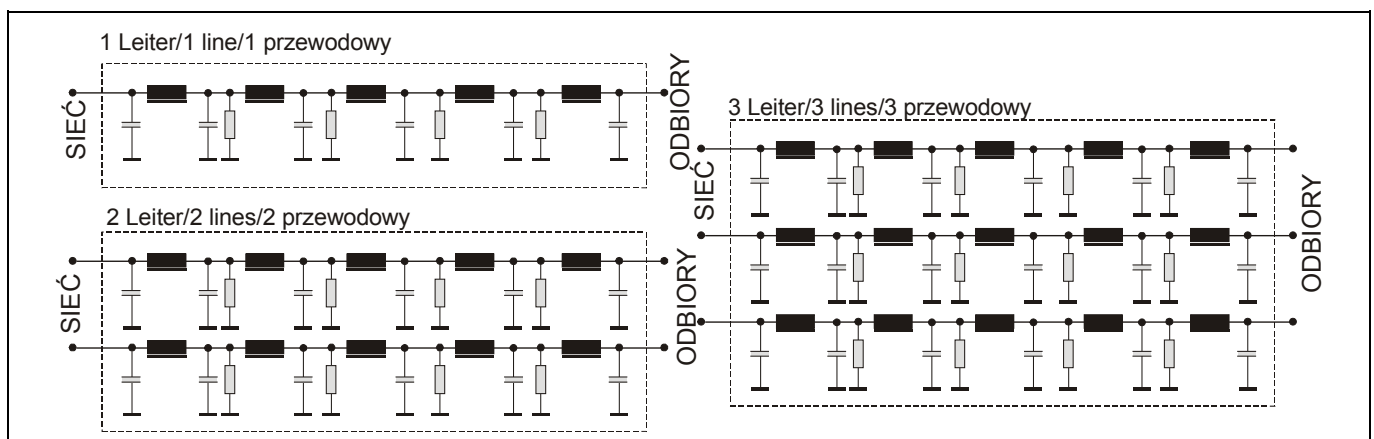 1 Leiter/1 line/1 przewodowy
SIEĆ
ODBIORY
2 Leiter/2 lines/2 przewodowy
SIEĆ
ODBIORY
3 Leiter/3 lines/3 przewodowy
SIEĆ
ODBIORY